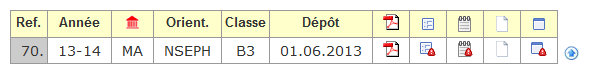 Ref. Année Orient. Classe Dépôt
70. 13-14 MA NSEPH B3 01.06.2013